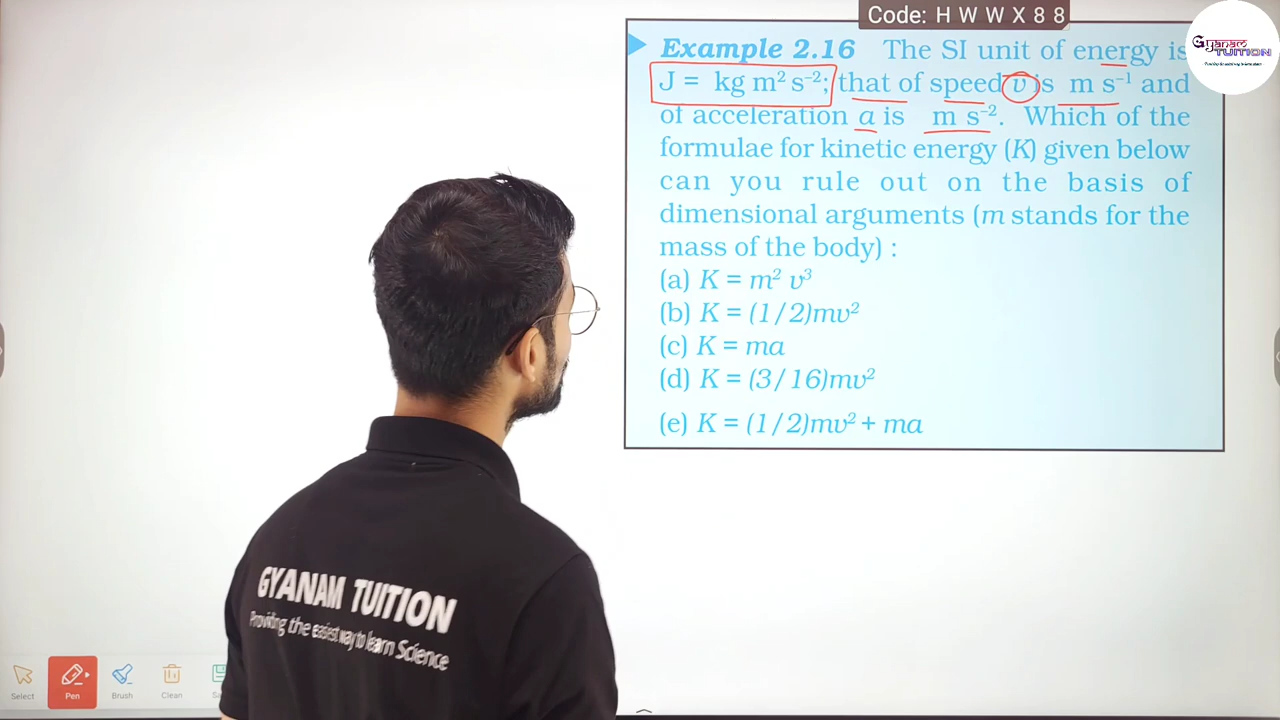 Code: H W W X 8 8
Gyanam
TUITION
Example 2.16 The SI unit of energy is
J = kg m² s⁻²; that of speed v is m s⁻¹ and
of acceleration a is m s⁻². Which of the
formulae for kinetic energy (K) given below
can you rule out on the basis of
dimensional arguments (m stands for the
mass of the body) :
(a) K = m² v³
(b) K = (1/2)mv²
(c) K = ma
(d) K = (3/16)mv²
(e) K = (1/2)mv² + ma
GYANAM TUITION
Providing the easiest way to learn Science
Select
Pen
Brush
Clean